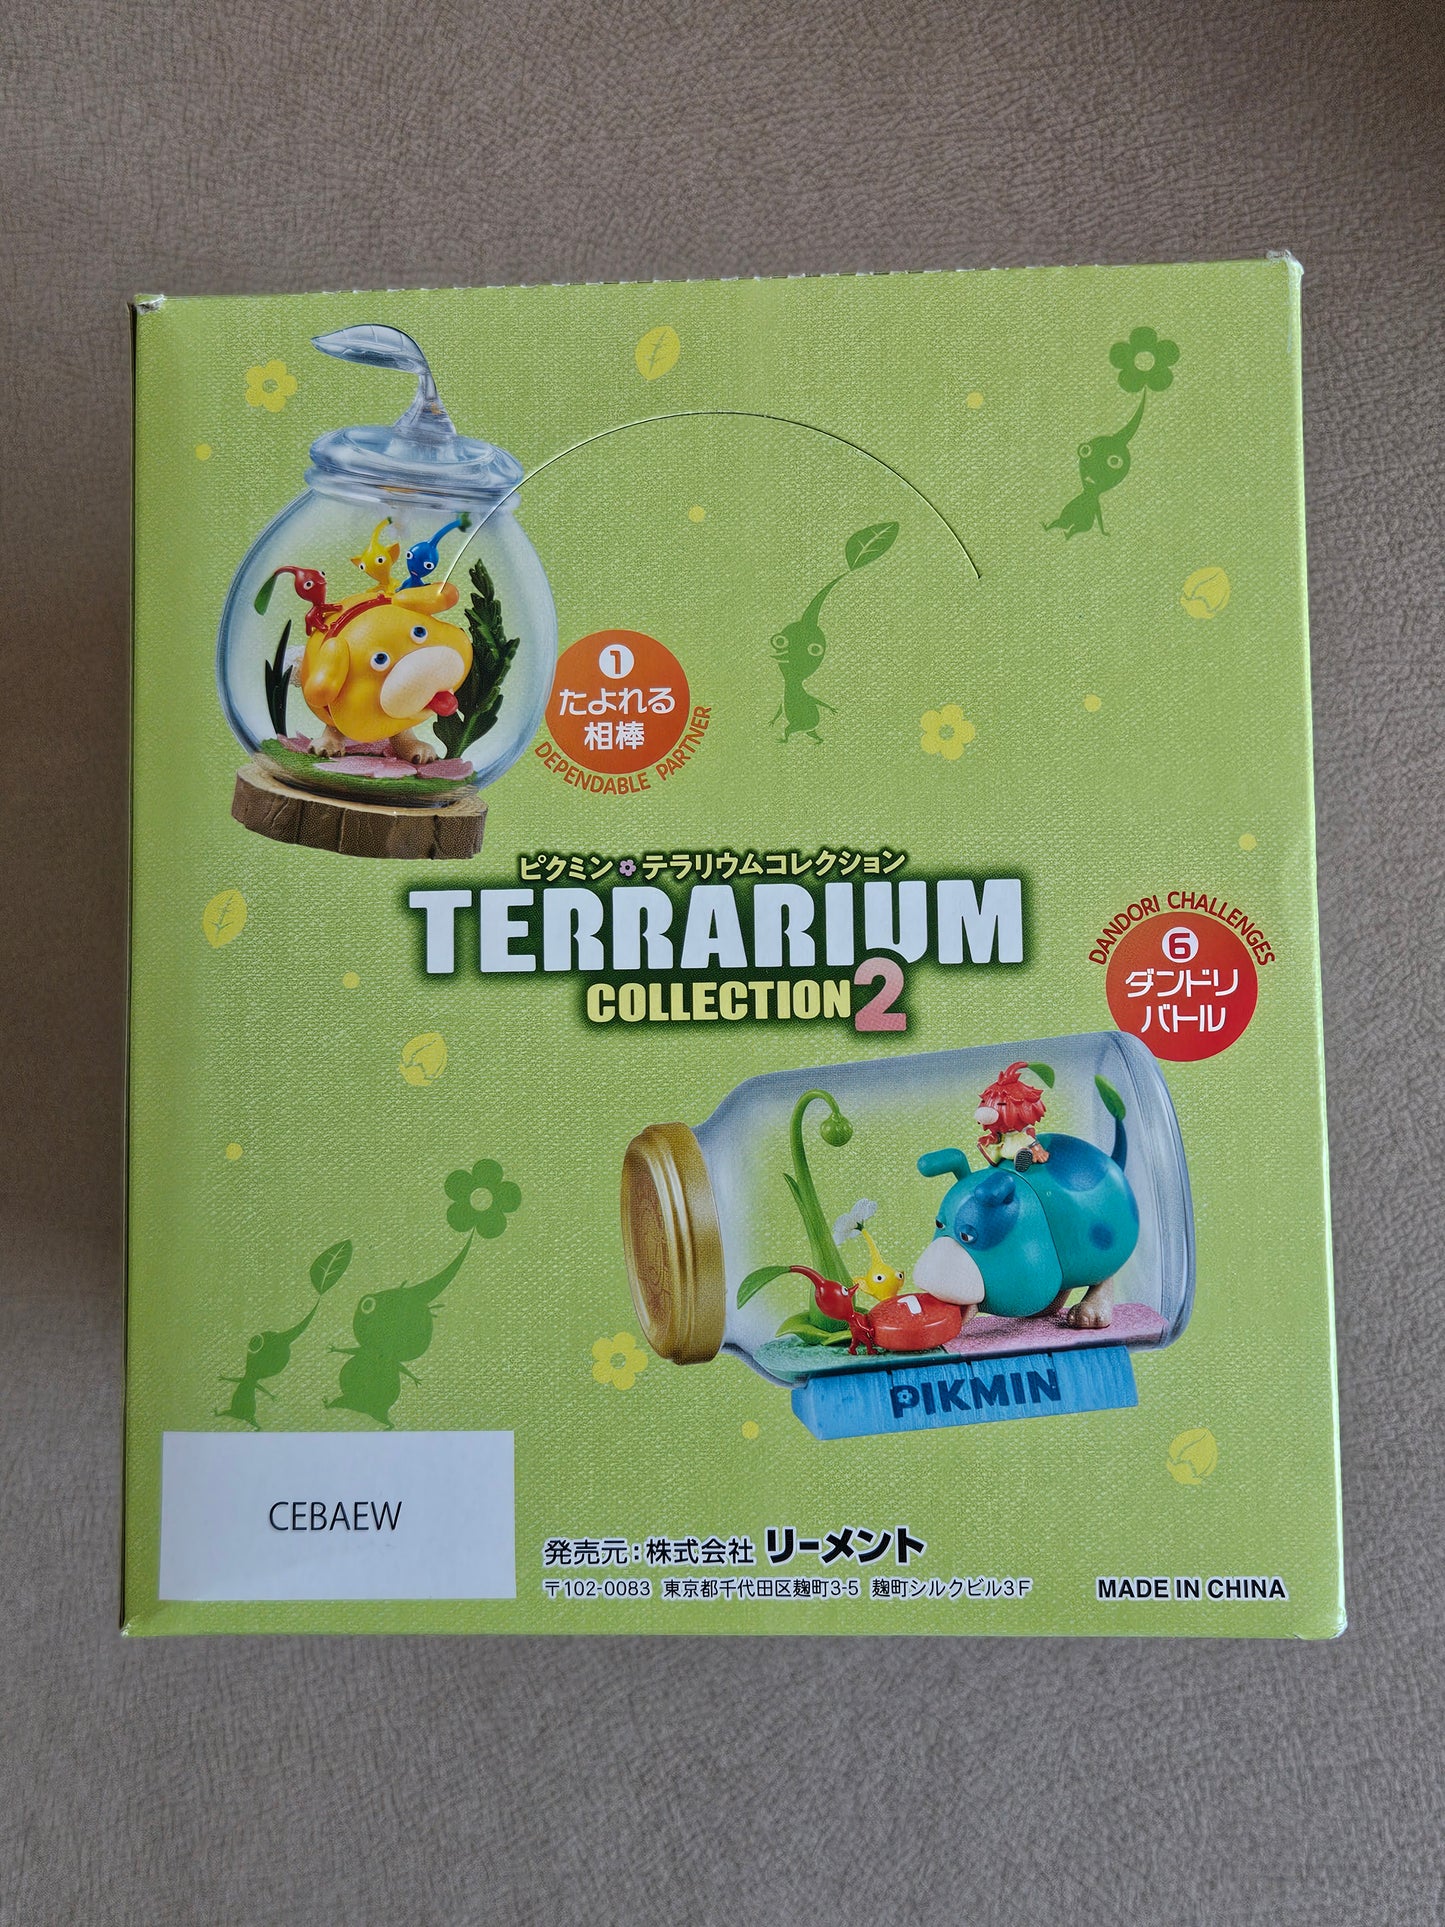 1
たよれる
相棒
DEPENDABLE PARTNER
ピクミン テラリウムコレクション
TERRARIUM
COLLECTION 2
DANDORI CHALLENGES
6
ダンドリ
バトル
1
PIKMIN
CEBAEW
発売元：株式会社 リーメント
〒102-0083 東京都千代田区麹町3-5 麹町シルクビル3F
MADE IN CHINA